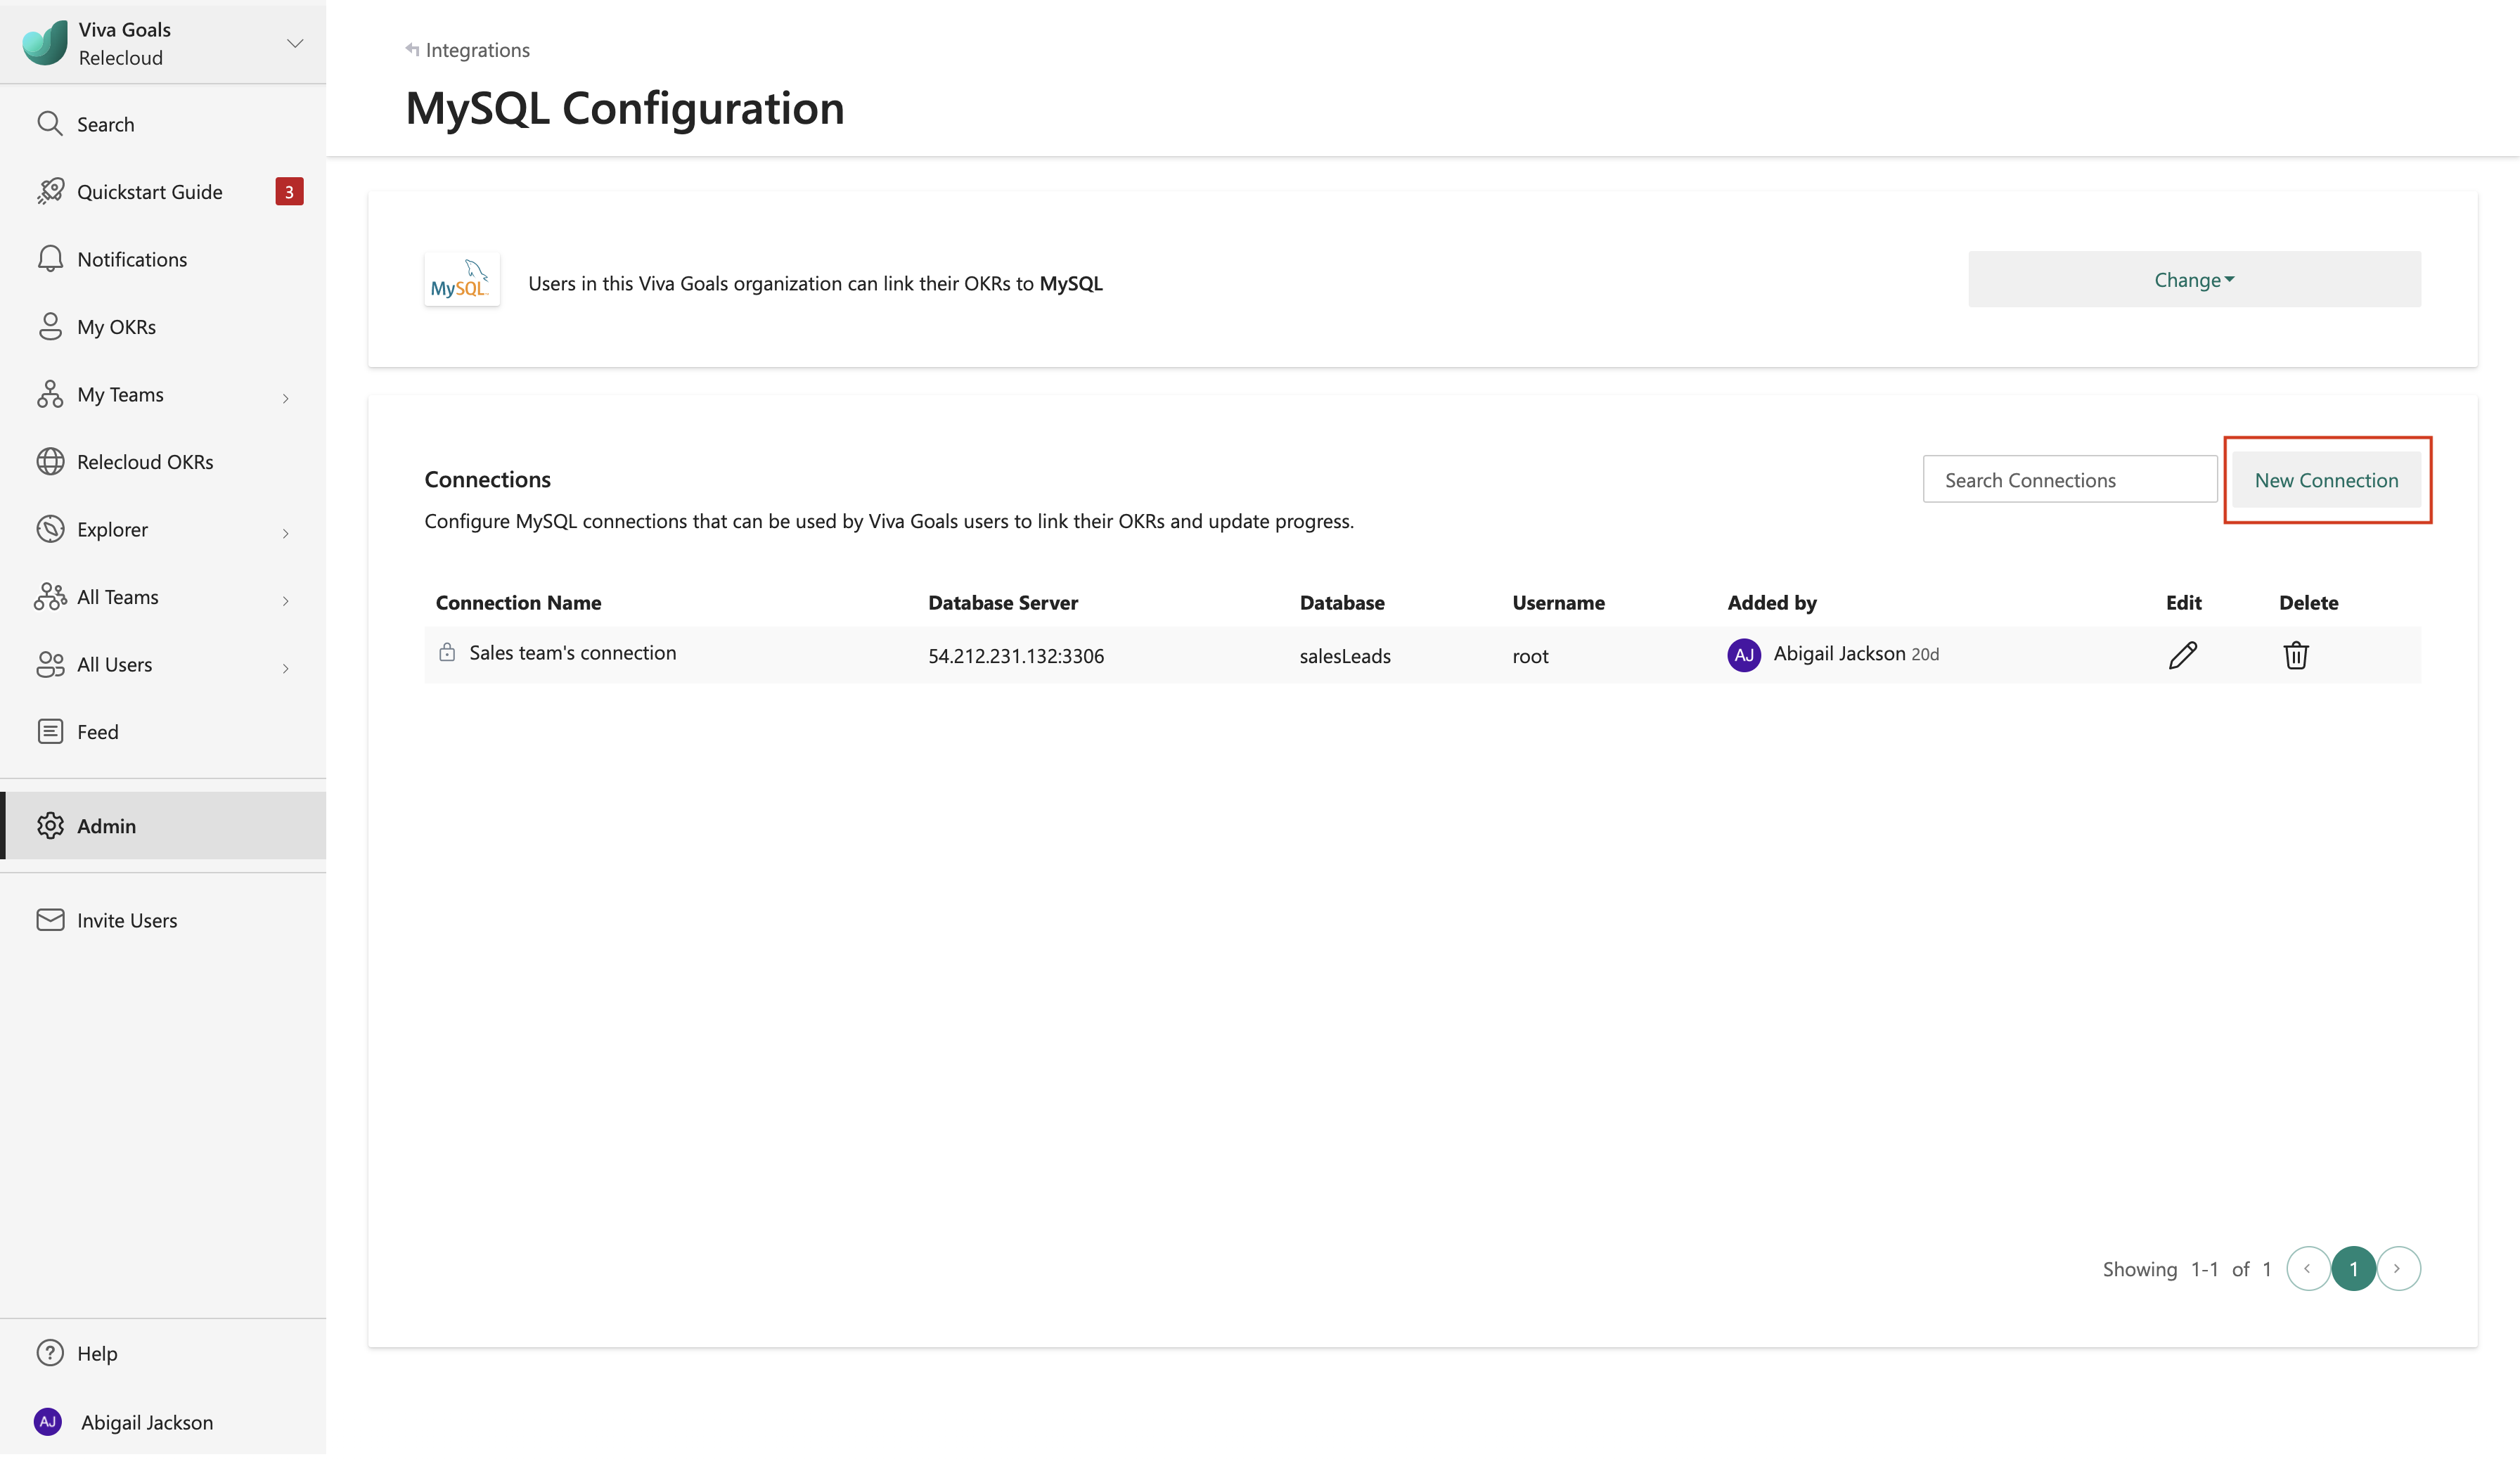 Viva Goals
Relecloud
Search
Quickstart Guide 3
Notifications
My OKRs
My Teams
Relecloud OKRs
Explorer
All Teams
All Users
Feed
Admin
Invite Users
Help
AJ Abigail Jackson
Integrations
MySQL Configuration
MySQL Users in this Viva Goals organization can link their OKRs to MySQL
Change
Connections
Search Connections
New Connection
Configure MySQL connections that can be used by Viva Goals users to link their OKRs and update progress.
Connection Name Database Server Database Username Added by Edit Delete
Sales team's connection 54.212.231.132:3306 salesLeads root AJ Abigail Jackson 20d
Showing 1-1 of 1 ‹ 1 ›